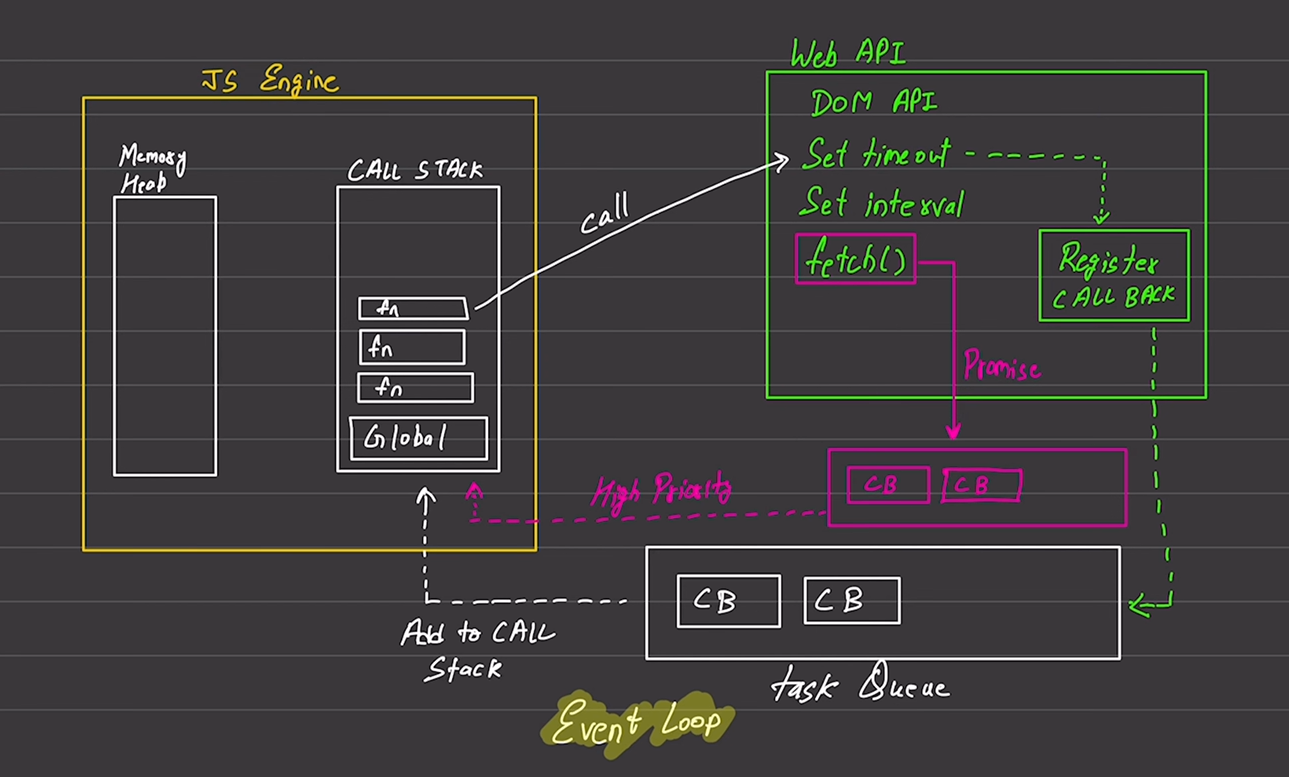 JS Engine
Memory
Heap
CALL STACK
fn
fn
fn
Global
call
Web API
DOM API
Set timeout
Set interval
fetch()
Register
CALL BACK
Promise
CB CB
High Priority
CB CB
Add to CALL
Stack
task Queue
Event Loop